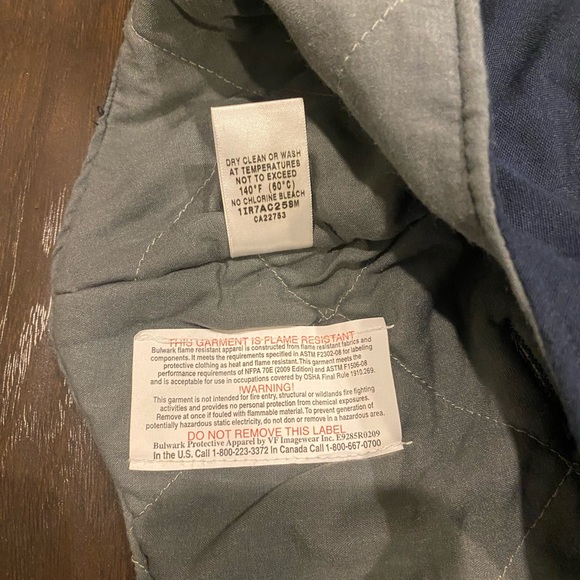 DRY CLEAN OR WASH
AT TEMPERATURES
NOT TO EXCEED
140°F (60°C)
NO CHLORINE BLEACH
1IR7AC25BM
CA22753
THIS GARMENT IS FLAME RESISTANT
Bulwark flame resistant apparel is constructed from flame resistant fabrics and
components. It meets the requirements specified in ASTM F2302-08 for labeling
protective clothing as heat and flame resistant. This garment meets the
performance requirements of NFPA 70E (2009 Edition) and ASTM F1506-08
and is acceptable for use in occupations covered by OSHA Final Rule 1910.269.
!WARNING!
This garment is not intended for fire entry, structural or wildlands fire fighting
activities and provides no personal protection from chemical exposures.
Remove at once if fouled with flammable material. To prevent generation of
potentially hazardous static electricity, do not don or remove in a hazardous area.
DO NOT REMOVE THIS LABEL
Bulwark Protective Apparel by VF Imagewear Inc. E9285R0209
In the U.S. Call 1-800-223-3372 In Canada Call 1-800-667-0700